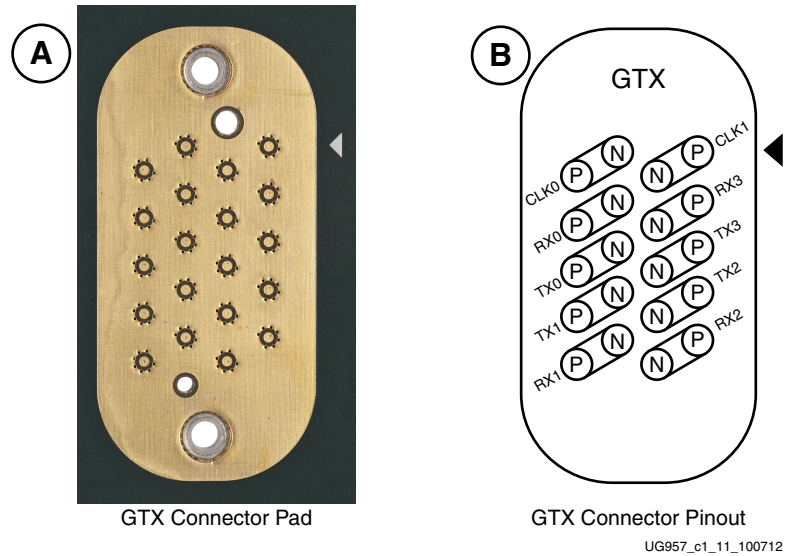 A
B
GTX
N
P
CLK1
P
N
CLK0
N
P
RX3
P
N
RX0
N
P
TX3
P
N
TX0
N
P
TX2
P
N
TX1
N
P
RX2
P
N
RX1
GTX Connector Pad
GTX Connector Pinout
UG957_c1_11_100712